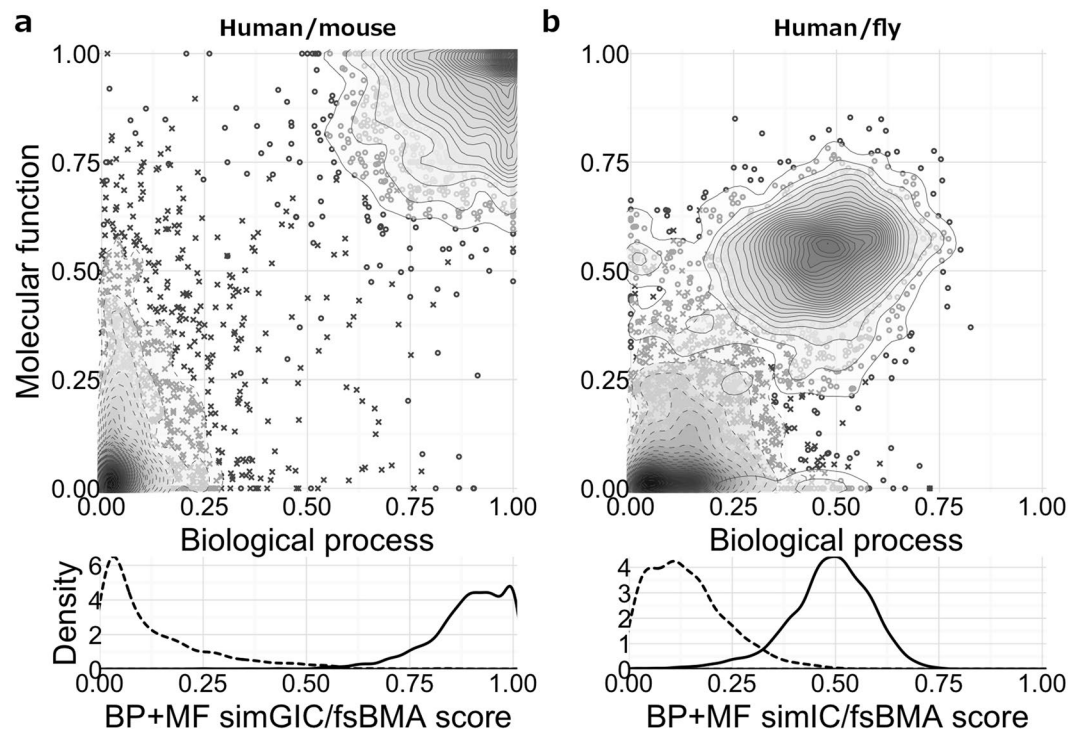 a
Human/mouse
1.00
0.75
0.50
0.25
0.00
Molecular function
0.00 0.25 0.50 0.75 1.00
Biological process
6
4
2
0
Density
0.00 0.25 0.50 0.75 1.00
BP+MF simGIC/fsBMA score
b
Human/fly
1.00
0.75
0.50
0.25
0.00
0.00 0.25 0.50 0.75 1.00
Biological process
4
3
2
1
0
0.00 0.25 0.50 0.75 1.00
BP+MF simIC/fsBMA score